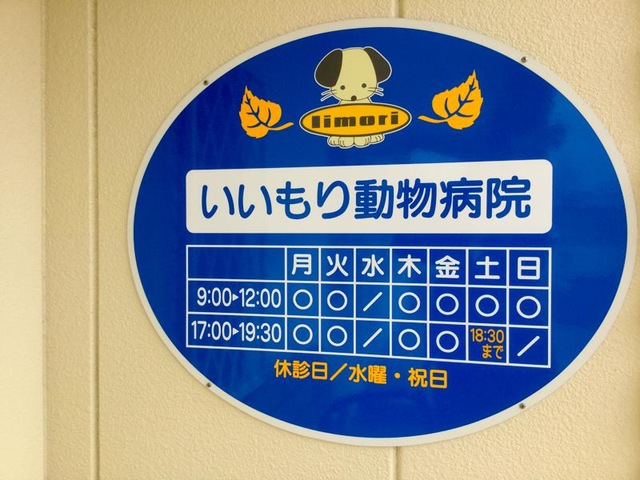 Iimori
いいもり動物病院
月 火 水 木 金 土 日
9:00▶12:00 ○ ○ ／ ○ ○ ○ ○
17:00▶19:30 ○ ○ ／ ○ ○ 18:30まで ／
休診日／水曜・祝日